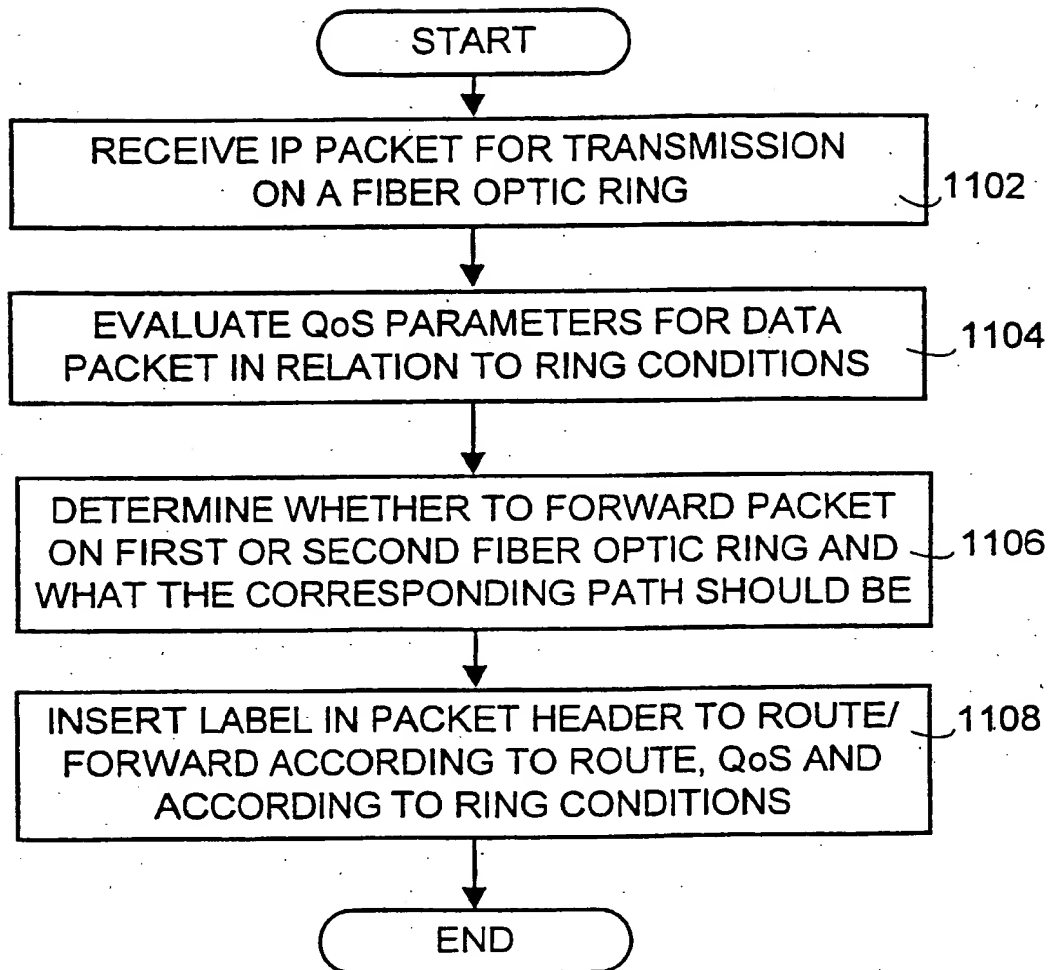 START
RECEIVE IP PACKET FOR TRANSMISSION
ON A FIBER OPTIC RING
1102
EVALUATE QoS PARAMETERS FOR DATA
PACKET IN RELATION TO RING CONDITIONS
1104
DETERMINE WHETHER TO FORWARD PACKET
ON FIRST OR SECOND FIBER OPTIC RING AND
WHAT THE CORRESPONDING PATH SHOULD BE
1106
INSERT LABEL IN PACKET HEADER TO ROUTE/
FORWARD ACCORDING TO ROUTE, QoS AND
ACCORDING TO RING CONDITIONS
1108
END